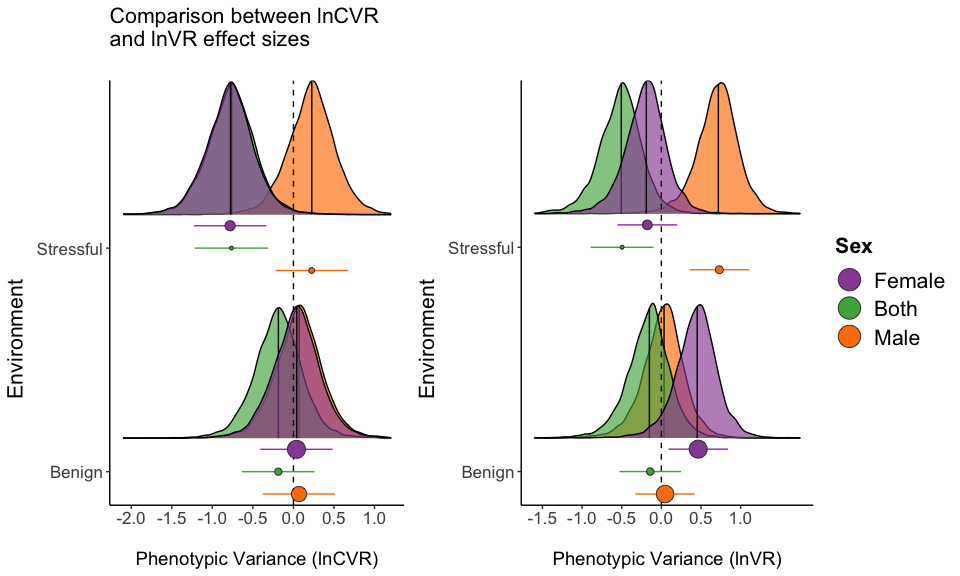 Comparison between lnCVR
and lnVR effect sizes
Environment
Stressful
Benign
-2.0 -1.5 -1.0 -0.5 0.0 0.5 1.0
Phenotypic Variance (lnCVR)
Environment
Stressful
Benign
-1.5 -1.0 -0.5 0.0 0.5 1.0
Phenotypic Variance (lnVR)
Sex
Female
Both
Male